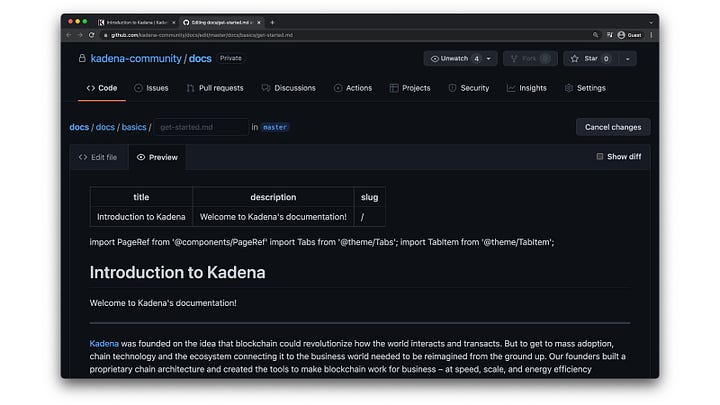 Introduction to Kadena | Kaden
Editing docs/get-started.md at
github.com/kadena-community/docs/edit/master/docs/basics/get-started.md
Guest
kadena-community / docs Private
Unwatch 4 Fork 0 Star 0
Code Issues Pull requests Discussions Actions Projects Security Insights Settings
docs / docs / basics / get-started.md in master Cancel changes
Edit file Preview Show diff
title description slug
Introduction to Kadena Welcome to Kadena's documentation! /
import PageRef from '@components/PageRef' import Tabs from '@theme/Tabs'; import TabItem from '@theme/TabItem';
Introduction to Kadena
Welcome to Kadena's documentation!
Kadena was founded on the idea that blockchain could revolutionize how the world interacts and transacts. But to get to mass adoption,
chain technology and the ecosystem connecting it to the business world needed to be reimagined from the ground up. Our founders built a
proprietary chain architecture and created the tools to make blockchain work for business – at speed, scale, and energy efficiency